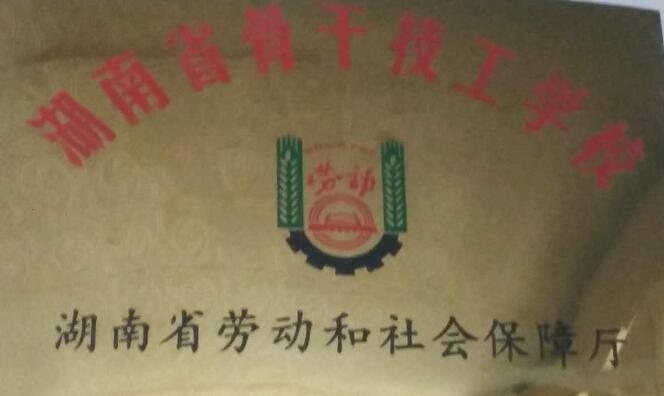 湖南省骨干技工学校
劳动
湖南省劳动和社会保障厅